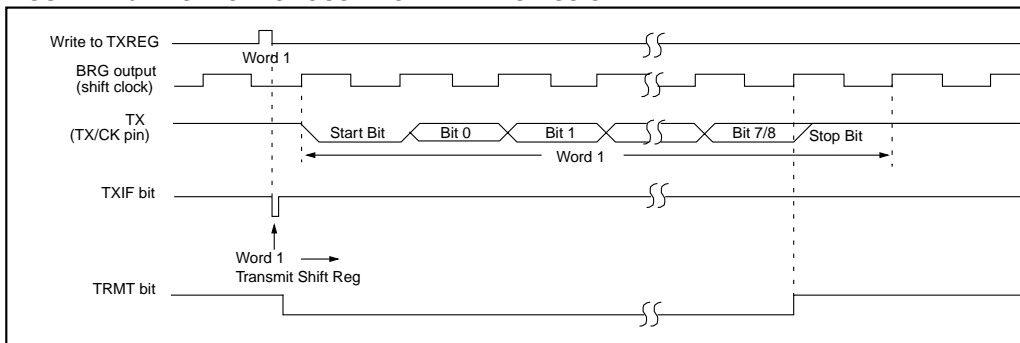 Write to TXREG
Word 1
BRG output
(shift clock)
TX
(TX/CK pin)
Start Bit
Bit 0
Bit 1
Bit 7/8
Stop Bit
Word 1
TXIF bit
Word 1
Transmit Shift Reg
TRMT bit